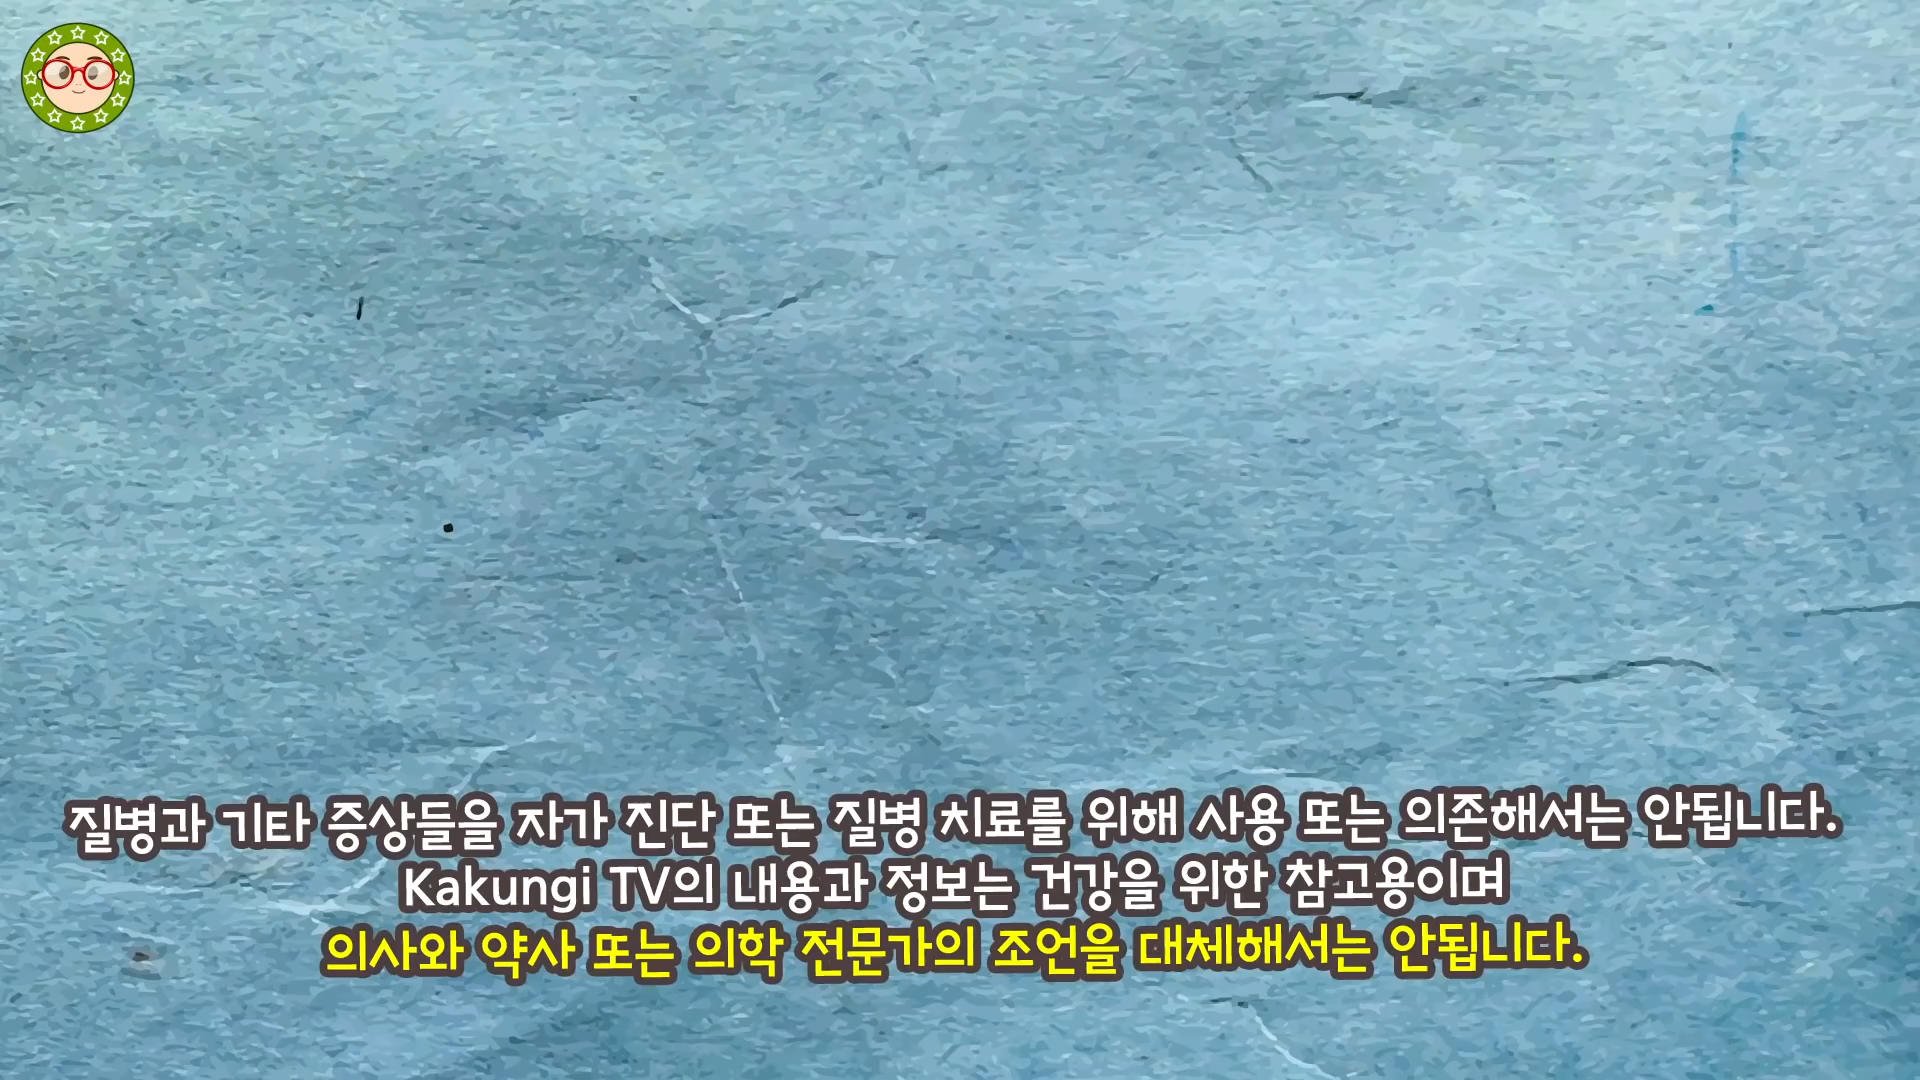 질병과 기타 증상들을 자가 진단 또는 질병 치료를 위해 사용 또는 의존해서는 안됩니다.
Kakungi TV의 내용과 정보는 건강을 위한 참고용이며
의사와 약사 또는 의학 전문가의 조언을 대체해서는 안됩니다.